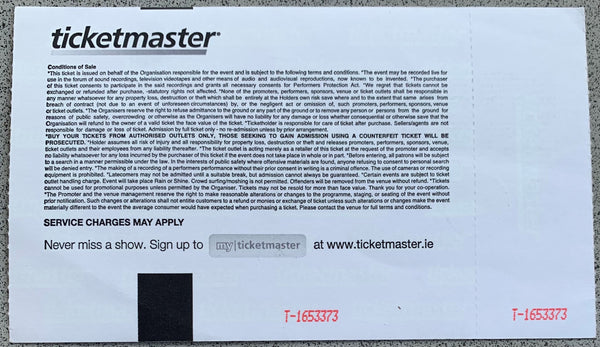 ticketmaster®
Conditions of Sale
*This ticket is issued on behalf of the Organisation responsible for the event and is subject to the following terms and conditions. *The event may be recorded live for
use in the forum of sound recordings, television videotapes and other means of audio and audiovisual reproductions, now known to be invented. *The purchaser
of this ticket consents to participate in the said recordings and grants all necessary consents for Performers Protection Act. *We regret that tickets cannot be
exchanged or refunded after purchase, -statutory rights not affected. *None of the promoters, performers, sponsors, venue or ticket outlets shall be responsible in
any manner whatsoever for any property loss, destruction or theft which shall be entirely at the Holders own risk save where and to the extent that same arises from
breach of contract (not due to an event of unforeseen circumstances) by, or the negligent act or omission of, such promoters, performers, sponsors, venue
or ticket outlets. *The Organisers reserve the right to refuse admittance to the ground or any part of the ground or to remove any person or persons from the ground for
reasons of public safety, overcrowding or otherwise as the Organisers will have no liability for any damage or loss whether consequential or otherwise save that the
Organisation will refund to the owner of a valid ticket the face value of the ticket. *Ticketholder is responsible for care of ticket after purchase. Sellers/agents are not
responsible for damage or loss of ticket. Admission by full ticket only - no re-admission unless by prior arrangement.
*BUY YOUR TICKETS FROM AUTHORISED OUTLETS ONLY, THOSE SEEKING TO GAIN ADMISSION USING A COUNTERFEIT TICKET WILL BE
PROSECUTED. *Holder assumes all risk of injury and all responsibility for property loss, destruction or theft and releases promoters, performers, sponsors, venue,
ticket outlets and their employees from any liability thereafter. *The ticket outlet is acting merely as a retailer of this ticket at the request of the promoter and accepts
no liability whatsoever for any loss incurred by the purchaser of this ticket if the event does not take place in whole or in part. *Before entering, all patrons will be subject
to a search in a manner permissible under the law. In the interests of public safety where offensive materials are found, anyone refusing to consent to personal search
will be denied entry. *The making of a recording of a performers performance without their prior consent in writing is a criminal offence. The use of cameras or recording
equipment is prohibited. *Latecomers may not be admitted until a suitable break, but admission cannot always be guaranteed. *Certain events are subject to ticket
outlet handling charge. Events that take place Rain or Shine. Crowd surfing/moshing is not permitted. Offenders will be removed from the venue without refund, *Tickets
cannot be used for promotional purposes unless permitted by the Organiser. Tickets may not be resold for more than face value. Thank you for your co-operation.
*The Promoter and the venue management reserve the right to make reasonable alterations or changes to the programme, staging, or seating of the event without
prior notification. Such changes or alterations shall not entitle customers to a refund or monies or exchange of ticket unless such alterations or changes make the event
materially different to the event the average consumer would have expected when purchasing a ticket. Please contact the venue for full terms and conditions.
SERVICE CHARGES MAY APPLY
Never miss a show. Sign up to my|ticketmaster at www.ticketmaster.ie
T-1653373
T-1653373